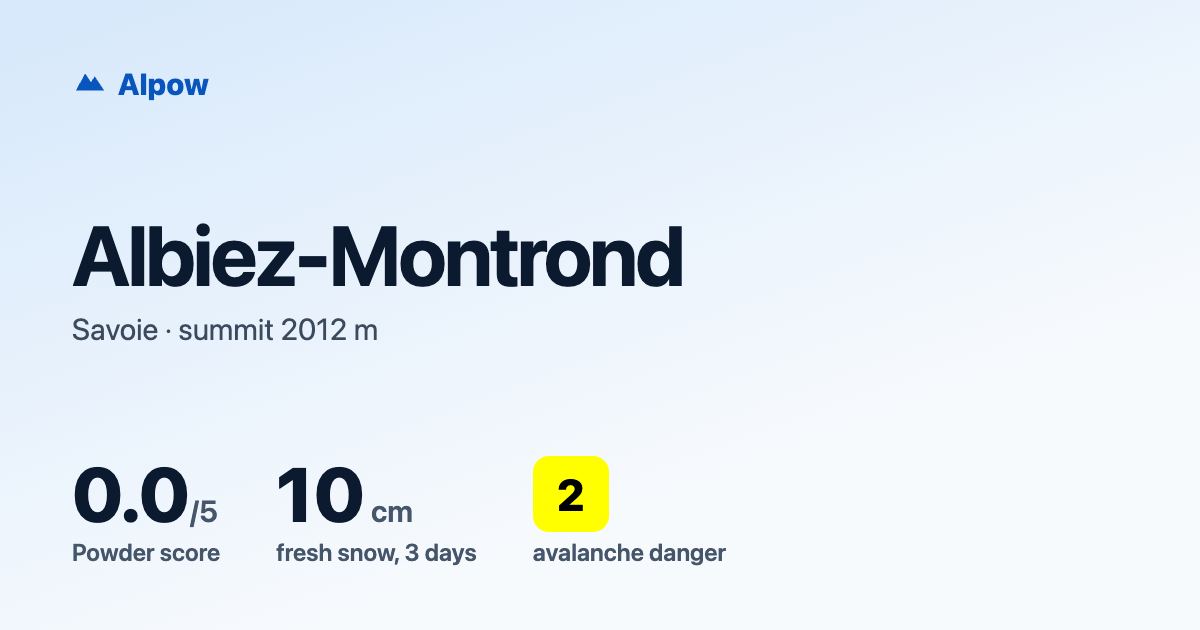 Alpow
Albiez-Montrond
Savoie · summit 2012 m
0.0/5
Powder score
10 cm
fresh snow, 3 days
2
avalanche danger